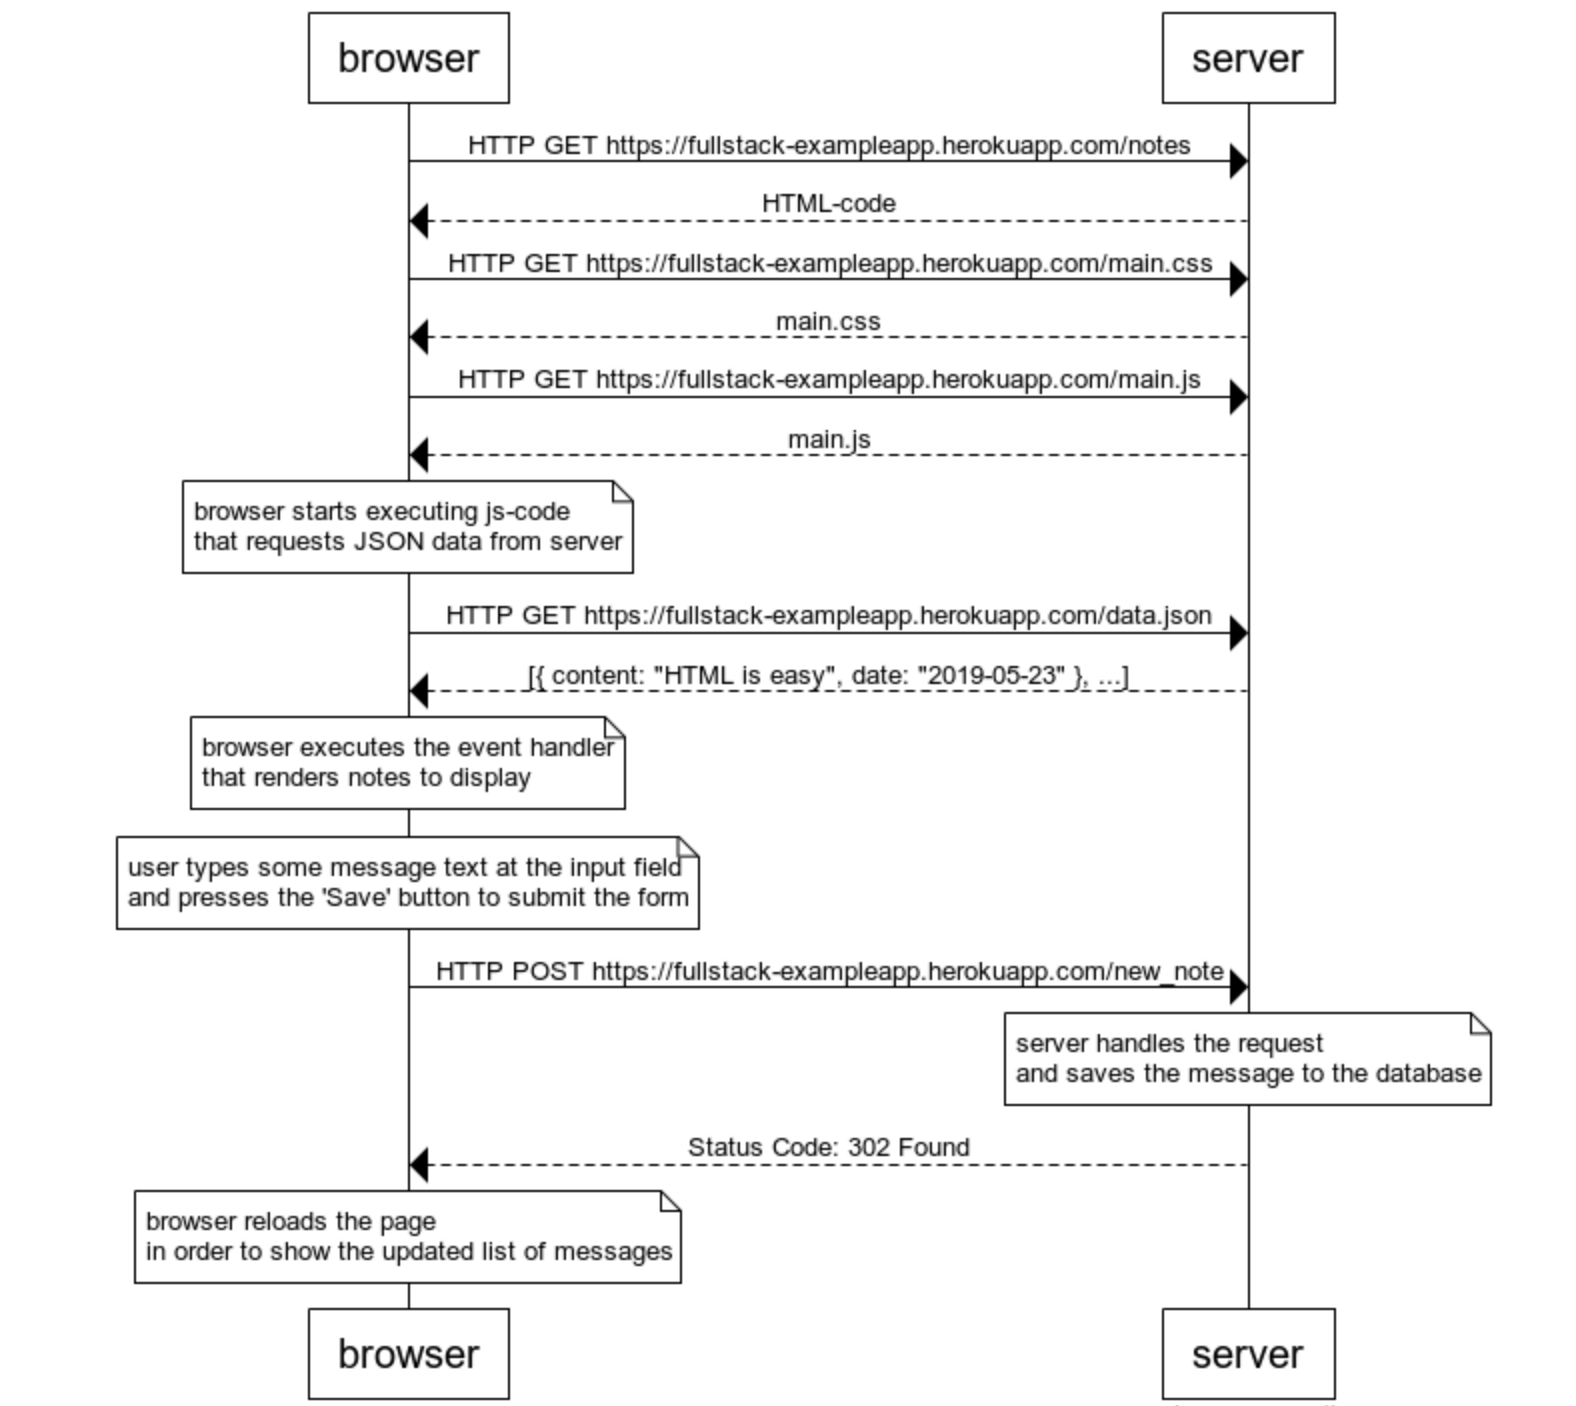 browser
server
HTTP GET https://fullstack-exampleapp.herokuapp.com/notes
HTML-code
HTTP GET https://fullstack-exampleapp.herokuapp.com/main.css
main.css
HTTP GET https://fullstack-exampleapp.herokuapp.com/main.js
main.js
browser starts executing js-code
that requests JSON data from server
HTTP GET https://fullstack-exampleapp.herokuapp.com/data.json
[{ content: "HTML is easy", date: "2019-05-23" }, ...]
browser executes the event handler
that renders notes to display
user types some message text at the input field
and presses the 'Save' button to submit the form
HTTP POST https://fullstack-exampleapp.herokuapp.com/new_note
server handles the request
and saves the message to the database
Status Code: 302 Found
browser reloads the page
in order to show the updated list of messages
browser
server